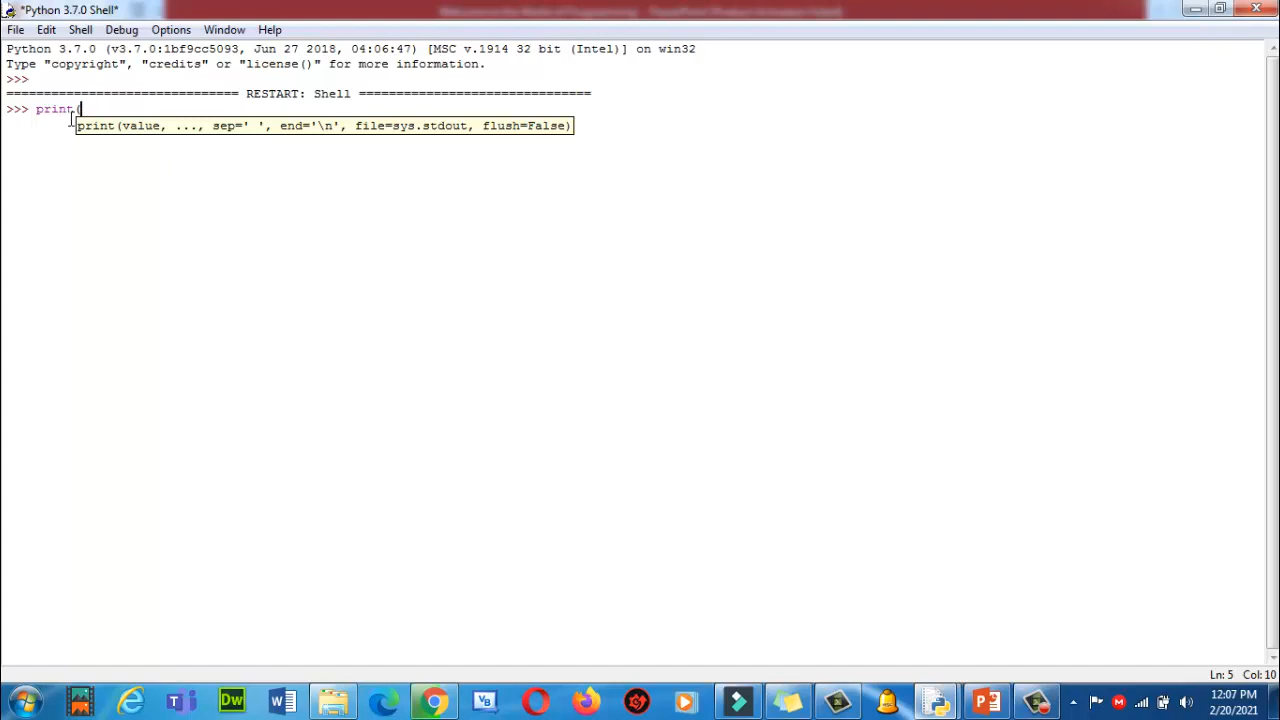 *Python 3.7.0 Shell*
File Edit Shell Debug Options Window Help
Python 3.7.0 (v3.7.0:1bf9cc5093, Jun 27 2018, 04:06:47) [MSC v.1914 32 bit (Intel)] on win32
Type "copyright", "credits" or "license()" for more information.
>>>
=============================== RESTART: Shell ===============================
>>> print(
print(value, ..., sep=' ', end='\n', file=sys.stdout, flush=False)
Ln: 5 Col: 10
Dw
VB
12:07 PM
2/20/2021